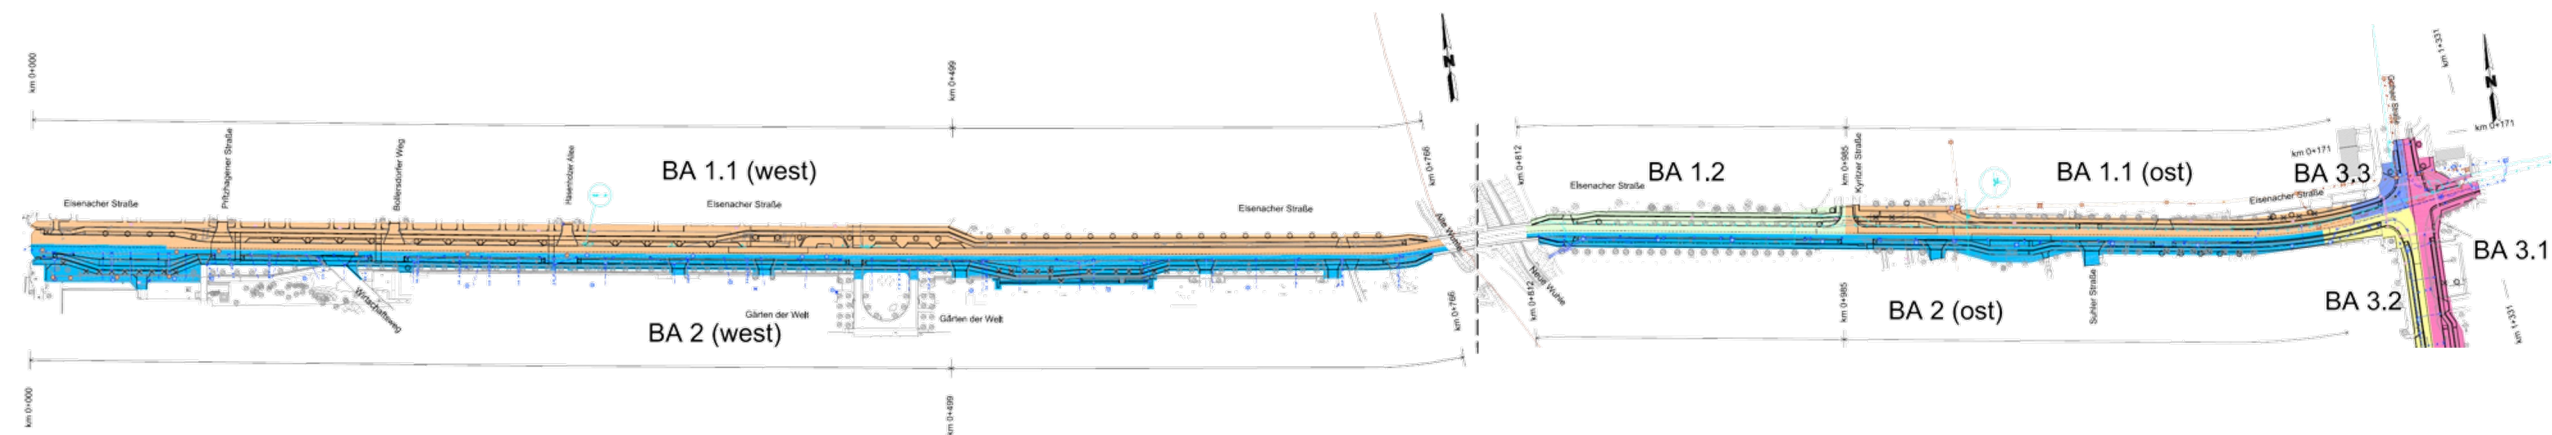 km 0+000
km 0+499
N
N
km 1+331
Gothaer Straße
km 0+171
Pritzhagener Straße
Bollersdorfer Weg
Hasenholzer Allee
BA 1.1 (west)
km 0+766
km 0+812
BA 1.2
km 0+985
Kyritzer Straße
BA 1.1 (ost)
km 0+171
BA 3.3
Eisenacher Straße
Eisenacher Straße
Eisenacher Straße
Eisenacher Straße
Eisenacher Straße
Alte Wuhle
BA 3.1
Wirtschaftsweg
Gärten der Welt
Gärten der Welt
BA 2 (west)
km 0+766
Neue Wuhle
km 0+812
km 0+985
BA 2 (ost)
Suhler Straße
BA 3.2
km 1+331
km 0+000
km 0+499